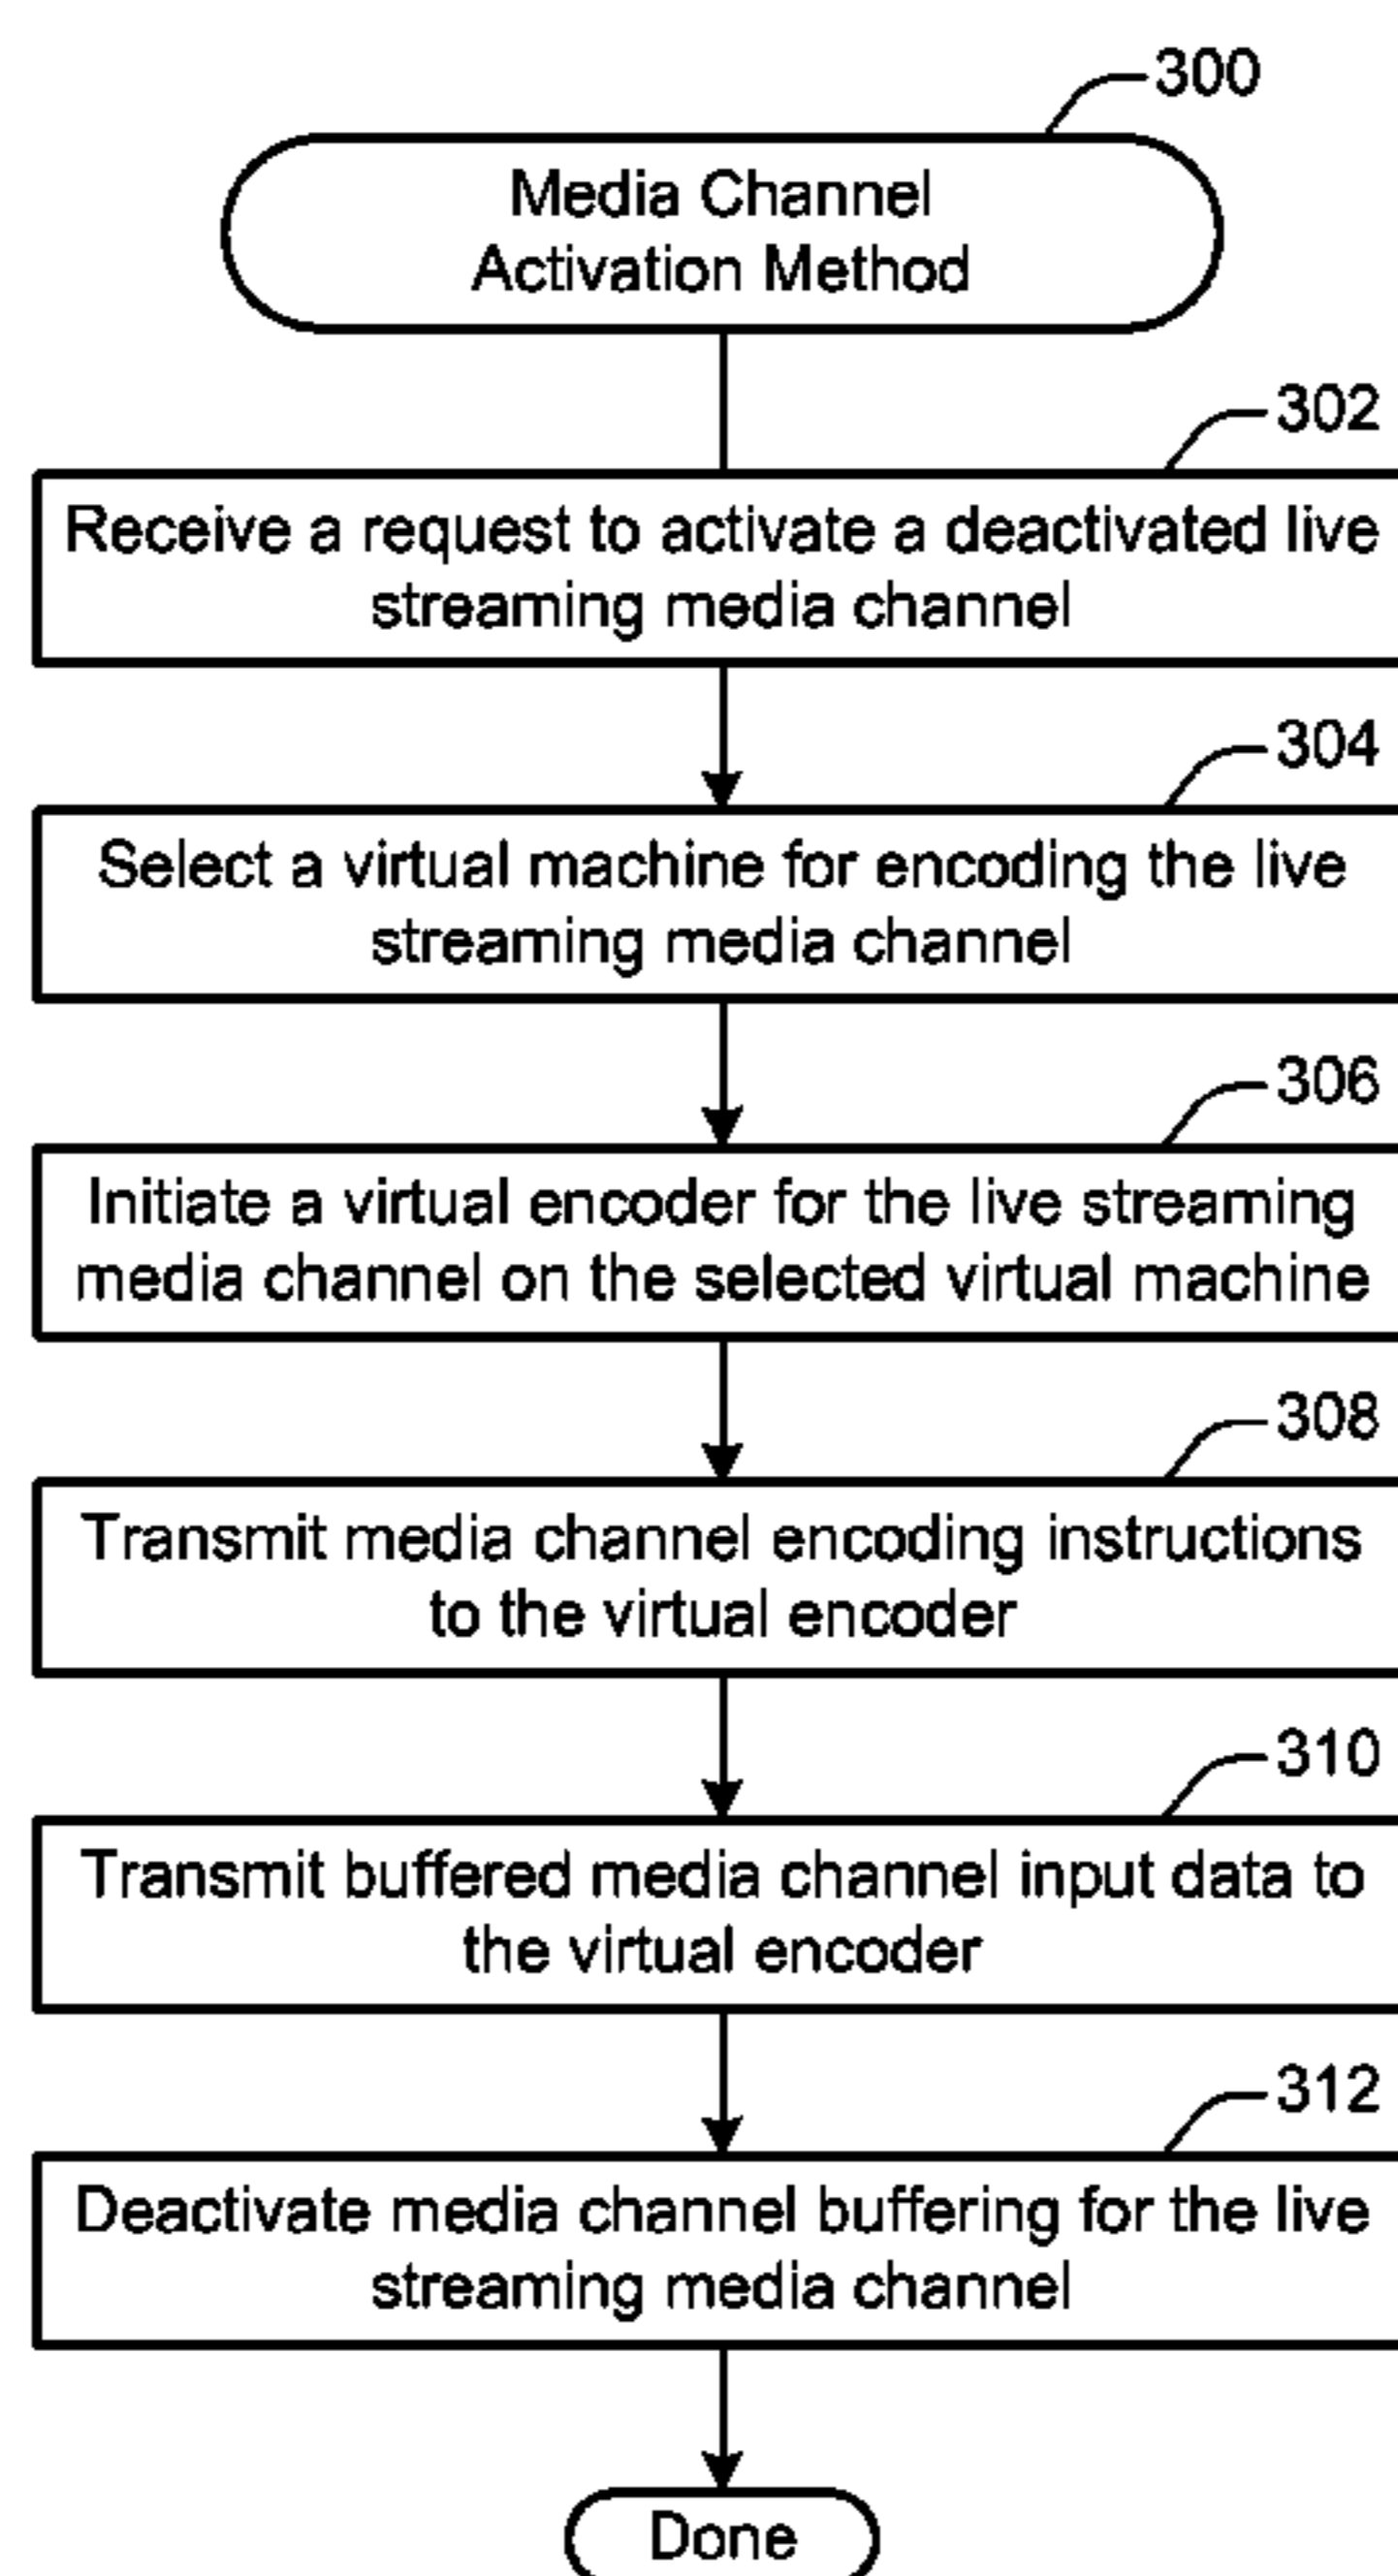 300
Media Channel
Activation Method
302
Receive a request to activate a deactivated live
streaming media channel
304
Select a virtual machine for encoding the live
streaming media channel
306
Initiate a virtual encoder for the live streaming
media channel on the selected virtual machine
308
Transmit media channel encoding instructions
to the virtual encoder
310
Transmit buffered media channel input data to
the virtual encoder
312
Deactivate media channel buffering for the live
streaming media channel
Done